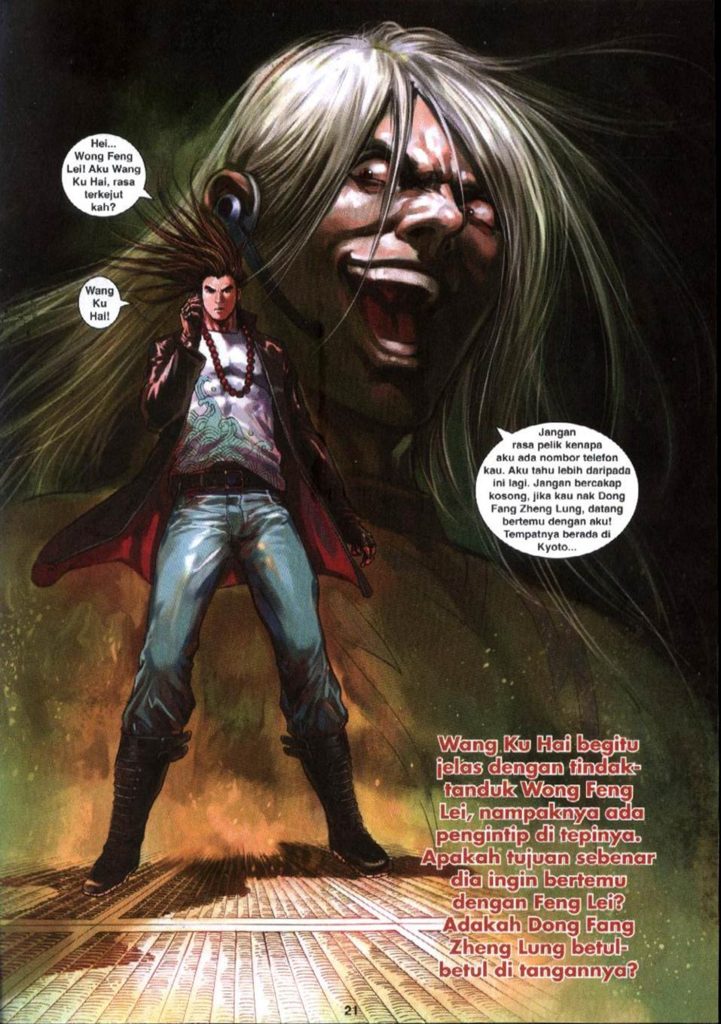 Hei...
Wong Feng
Lei! Aku Wang
Ku Hai, rasa
terkejut
kah?
Wang
Ku
Hai!
Jangan
rasa pelik kenapa
aku ada nombor telefon
kau. Aku tahu lebih daripada
ini lagi. Jangan bercakap
kosong, jika kau nak Dong
Fang Zheng Lung, datang
bertemu dengan aku!
Tempatnya berada di
Kyoto...
Wang Ku Hai begitu
jelas dengan tindak-
tanduk Wong Feng
Lei, nampaknya ada
pengintip di tepinya.
Apakah tujuan sebenar
dia ingin bertemu
dengan Feng Lei?
Adakah Dong Fang
Zheng Lung betul-
betul di tangannya?
21